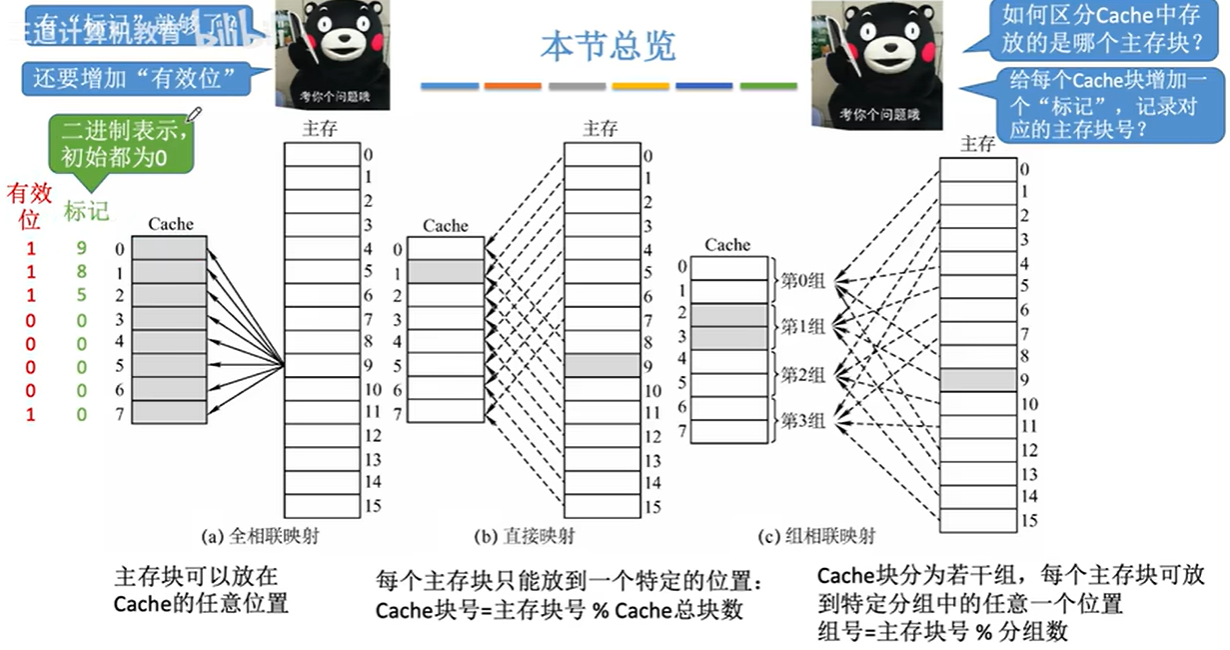 有“标记”就够了？
王道计算机教育 bilibili
还要增加“有效位”
考你个问题哦
本节总览
考你个问题哦
如何区分Cache中存
放的是哪个主存块？
给每个Cache块增加一
个“标记”，记录对
应的主存块号？
二进制表示，
初始都为0
有效
位
标记
1 9
1 8
1 5
0 0
0 0
0 0
0 0
1 0
Cache
0
1
2
3
4
5
6
7
主存
0
1
2
3
4
5
6
7
8
9
10
11
12
13
14
15
(a) 全相联映射
Cache
0
1
2
3
4
5
6
7
主存
0
1
2
3
4
5
6
7
8
9
10
11
12
13
14
15
(b) 直接映射
Cache
0
1
2
3
4
5
6
7
第0组
第1组
第2组
第3组
主存
0
1
2
3
4
5
6
7
8
9
10
11
12
13
14
15
(c) 组相联映射
主存块可以放在
Cache的任意位置
每个主存块只能放到一个特定的位置：
Cache块号=主存块号 % Cache总块数
Cache块分为若干组，每个主存块可放
到特定分组中的任意一个位置
组号=主存块号 % 分组数